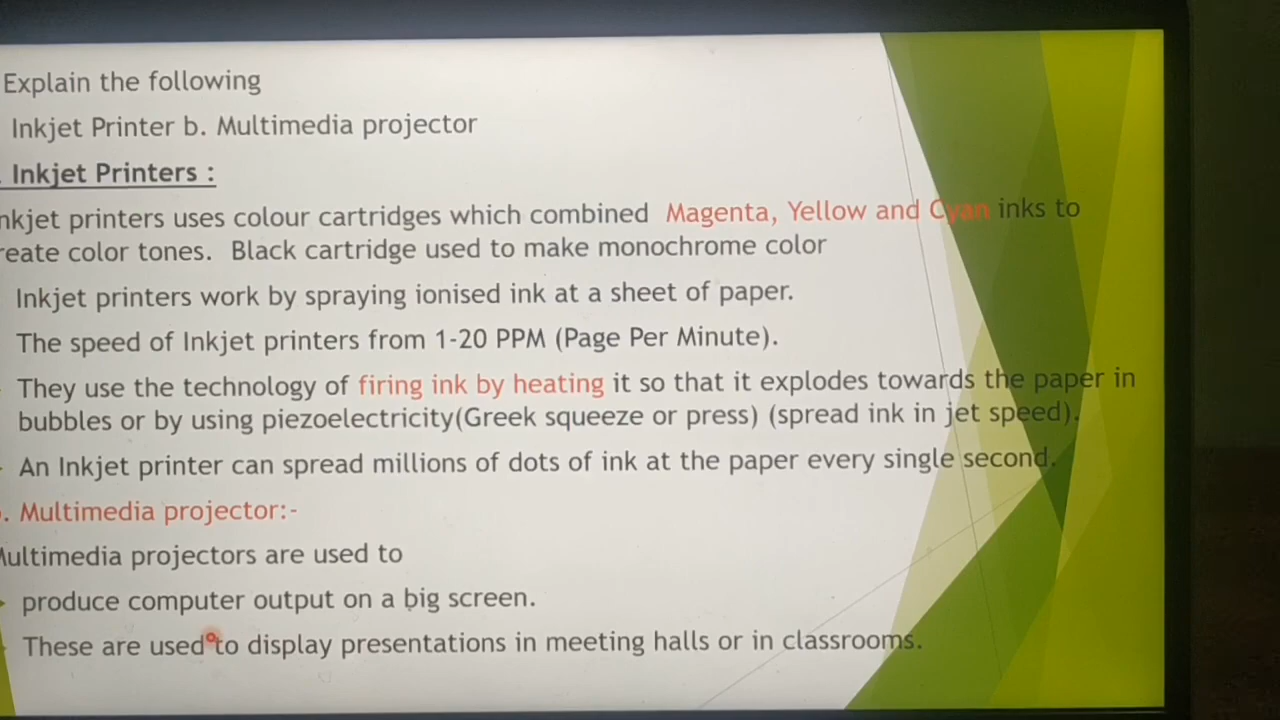 Explain the following
Inkjet Printer b. Multimedia projector
. Inkjet Printers :
nkjet printers uses colour cartridges which combined Magenta, Yellow and Cyan inks to
reate color tones. Black cartridge used to make monochrome color
Inkjet printers work by spraying ionised ink at a sheet of paper.
The speed of Inkjet printers from 1-20 PPM (Page Per Minute).
They use the technology of firing ink by heating it so that it explodes towards the paper in
bubbles or by using piezoelectricity(Greek squeeze or press) (spread ink in jet speed).
An Inkjet printer can spread millions of dots of ink at the paper every single second.
. Multimedia projector:-
Multimedia projectors are used to
produce computer output on a big screen.
These are used to display presentations in meeting halls or in classrooms.